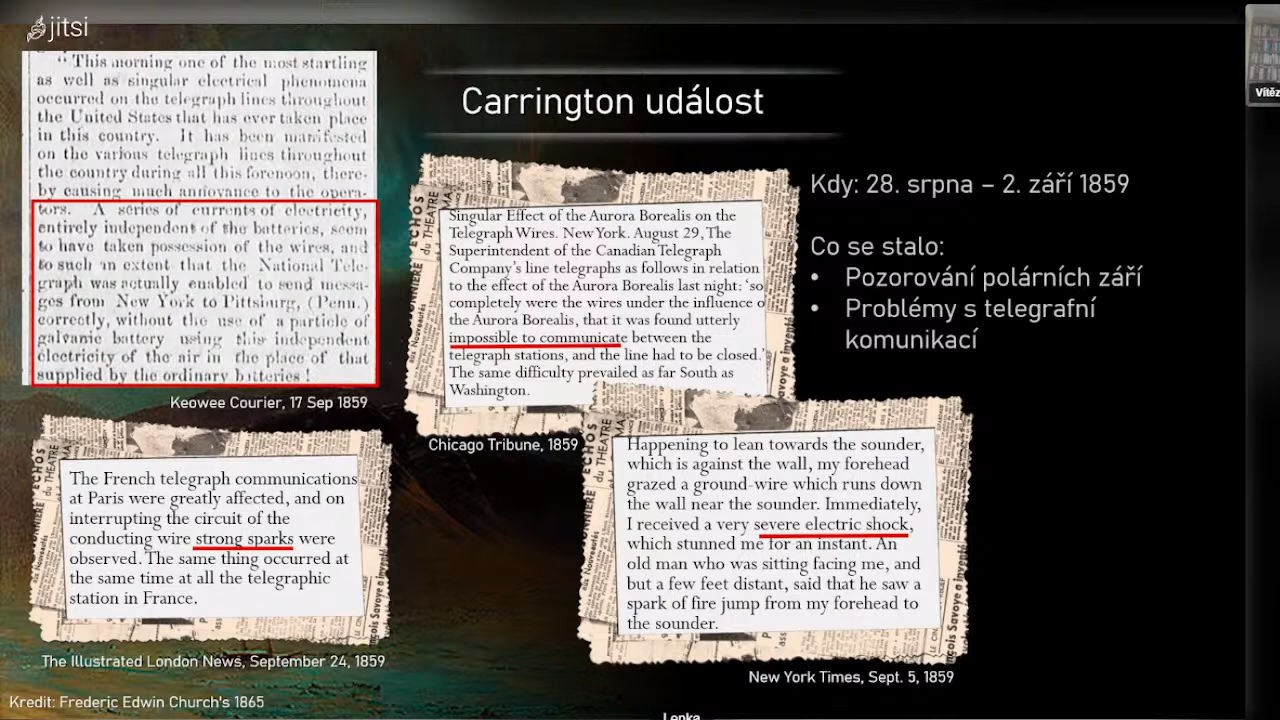 jitsi
"This morning one of the most startling
as well as singular electrical phenomena
occurred on the telegraph lines throughout
the United States that has ever taken place
in this country. It has been manifested
on the various telegraph lines throughout
the country during all this forenoon, there-
by causing much annoyance to the opera-
tors. A series of currents of electricity,
entirely independent of the batteries, seem
to have taken possession of the wires, and
to such an extent that the National Tele-
graph was actually enabled to send messa-
ges from New York to Pittsburg, (Penn.)
correctly, without the use of a particle of
galvanic battery using this independent
electricity of the air in the place of that
supplied by the ordinary batteries!
Keowee Courier, 17 Sep 1859
Carrington událost
Singular Effect of the Aurora Borealis on the
Telegraph Wires. New York. August 29, The
Superintendent of the Canadian Telegraph
Company's line telegraphs as follows in relation
to the effect of the Aurora Borealis last night: 'so
completely were the wires under the influence o
the Aurora Borealis, that it was found utterly
impossible to communicate between the
telegraph stations, and the line had to be closed.'
The same difficulty prevailed as far South as
Washington.
Chicago Tribune, 1859
Kdy: 28. srpna – 2. září 1859
Co se stalo:
• Pozorování polárních září
• Problémy s telegrafní
komunikací
The French telegraph communications
at Paris were greatly affected, and on
interrupting the circuit of the
conducting wire strong sparks were
observed. The same thing occurred at
the same time at all the telegraphic
station in France.
The Illustrated London News, September 24, 1859
Happening to lean towards the sounder,
which is against the wall, my forehead
grazed a ground-wire which runs down
the wall near the sounder. Immediately,
I received a very severe electric shock,
which stunned me for an instant. An
old man who was sitting facing me, and
but a few feet distant, said that he saw a
spark of fire jump from my forehead to
the sounder.
New York Times, Sept. 5, 1859
Kredit: Frederic Edwin Church's 1865
Vítěz
Lenka
ECHOS
du THEATRE
ECHOS
du THEATRE
ECHOS
du THEATRE